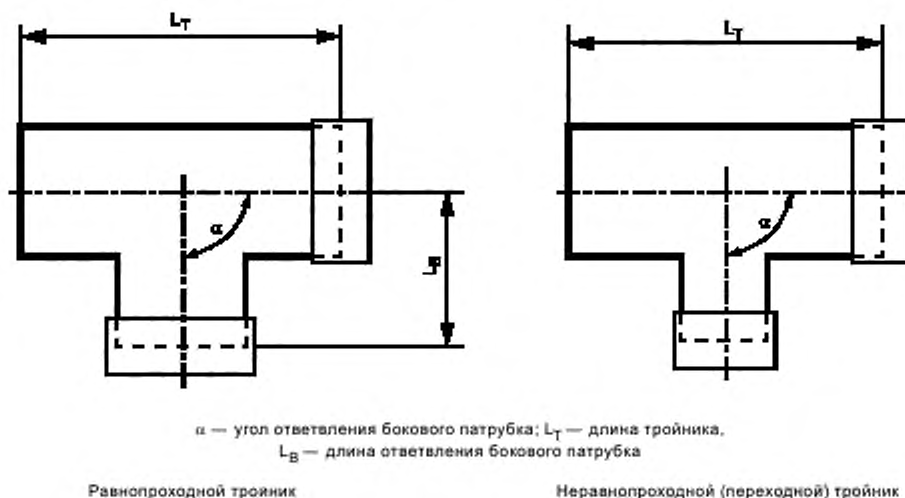 L_T
L_T
α
L_B
α
α — угол ответвления бокового патрубка; L_T — длина тройника,
L_B — длина ответвления бокового патрубка
Равнопроходной тройник
Неравнопроходной (переходной) тройник